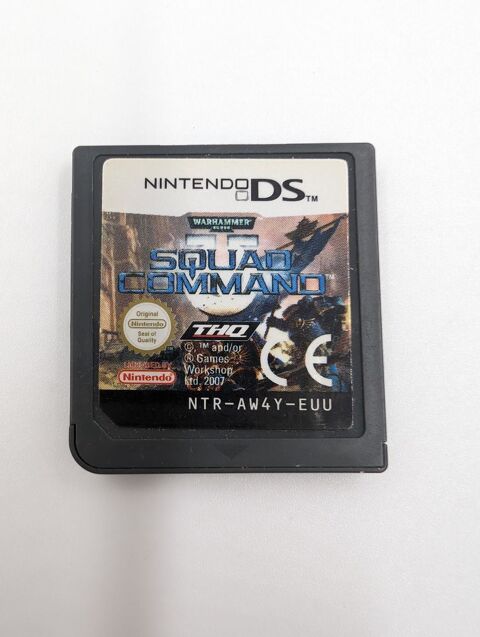 NINTENDO DS™
WARHAMMER
40,000
SQUAD
COMMAND™
Original
Nintendo
Seal of
Quality
THQ
©, ™ and/or
® Games
Workshop
Ltd, 2007
CE
LICENSED BY
Nintendo
NTR-AW4Y-EUU